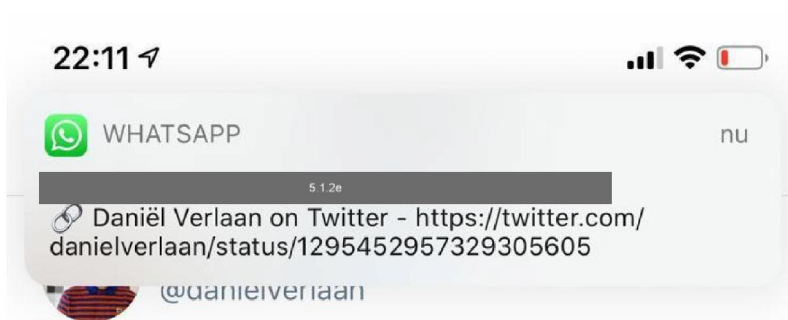 22:11
WHATSAPP
nu
5.1.2e
Daniël Verlaan on Twitter - https://twitter.com/
danielverlaan/status/1295452957329305605
@danielverlaan